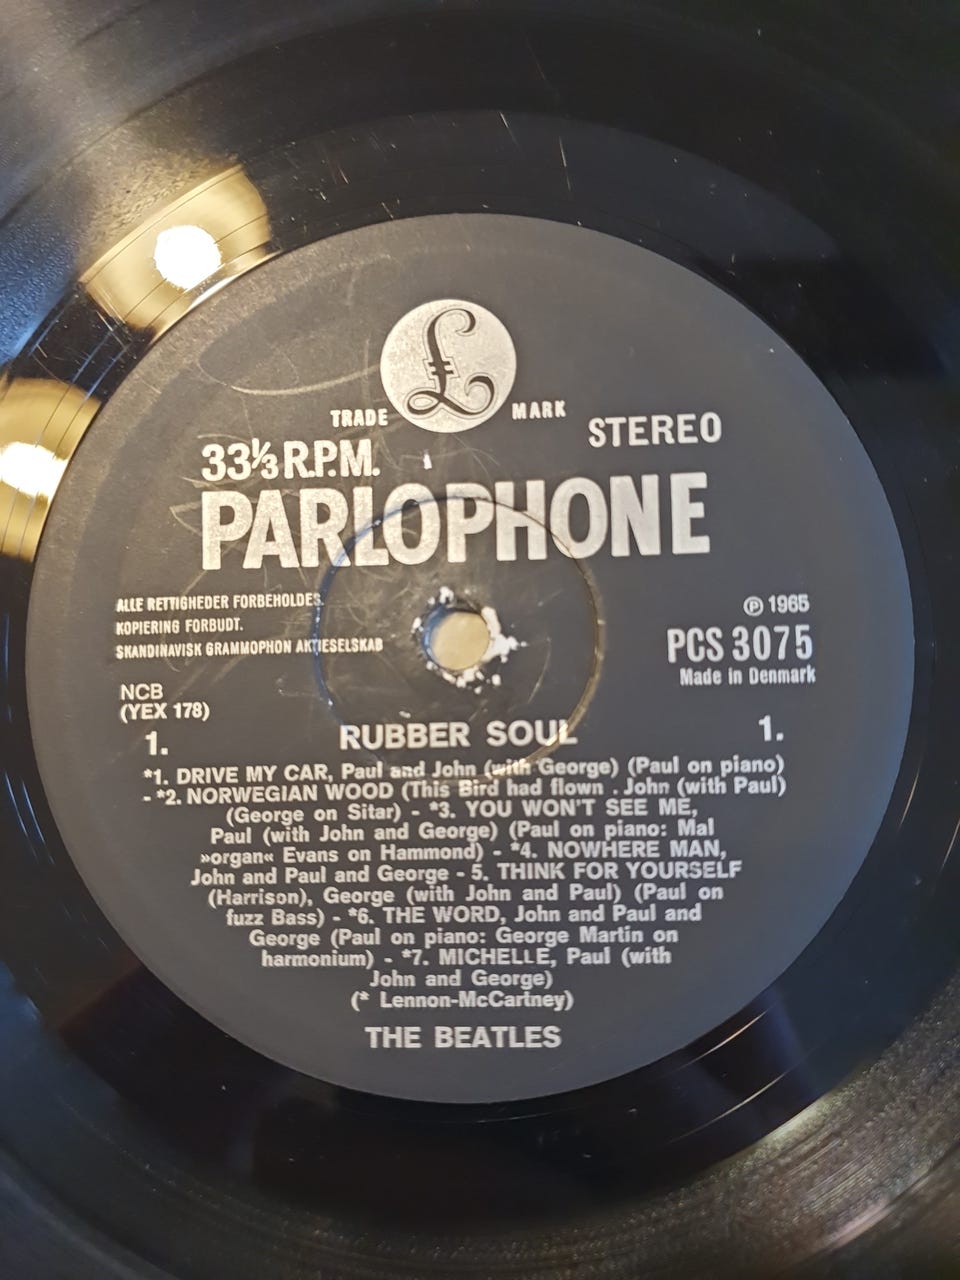 £
TRADE MARK
STEREO
33⅓ R.P.M.
PARLOPHONE
ALLE RETTIGHEDER FORBEHOLDES.
KOPIERING FORBUDT.
SKANDINAVISK GRAMMOPHON AKTIESELSKAB
℗ 1965
PCS 3075
Made in Denmark
NCB
(YEX 178)
1. RUBBER SOUL 1.
*1. DRIVE MY CAR, Paul and John (with George) (Paul on piano)
- *2. NORWEGIAN WOOD (This Bird had flown . John (with Paul)
(George on Sitar) - *3. YOU WON'T SEE ME,
Paul (with John and George) (Paul on piano: Mal
»organ« Evans on Hammond) - *4. NOWHERE MAN,
John and Paul and George - 5. THINK FOR YOURSELF
(Harrison), George (with John and Paul) (Paul on
fuzz Bass) - *6. THE WORD, John and Paul and
George (Paul on piano: George Martin on
harmonium) - *7. MICHELLE, Paul (with
John and George)
(* Lennon-McCartney)
THE BEATLES